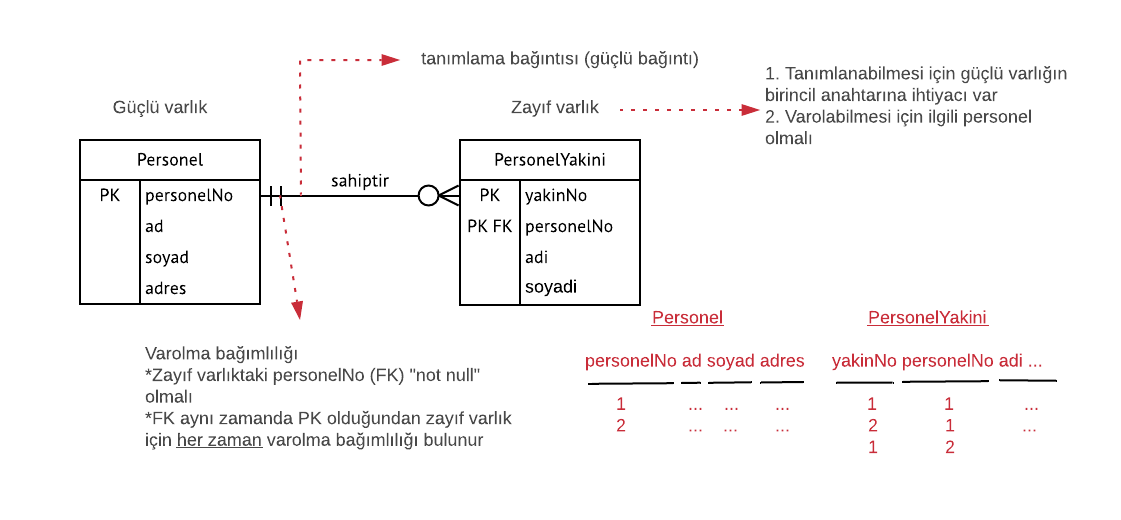 tanımlama bağıntısı (güçlü bağıntı)
1. Tanımlanabilmesi için güçlü varlığın
birincil anahtarına ihtiyacı var
2. Varolabilmesi için ilgili personel
olmalı
Güçlü varlık
Zayıf varlık
Personel
PK personelNo
ad
soyad
adres
sahiptir
PersonelYakini
PK yakinNo
PK FK personelNo
adi
soyadi
Varolma bağımlılığı
*Zayıf varlıktaki personelNo (FK) "not null"
olmalı
*FK aynı zamanda PK olduğundan zayıf varlık
için her zaman varolma bağımlılığı bulunur
Personel
personelNo ad soyad adres
1 ... ... ...
2 ... ... ...
PersonelYakini
yakinNo personelNo adi ...
1 1 ...
2 1 ...
1 2